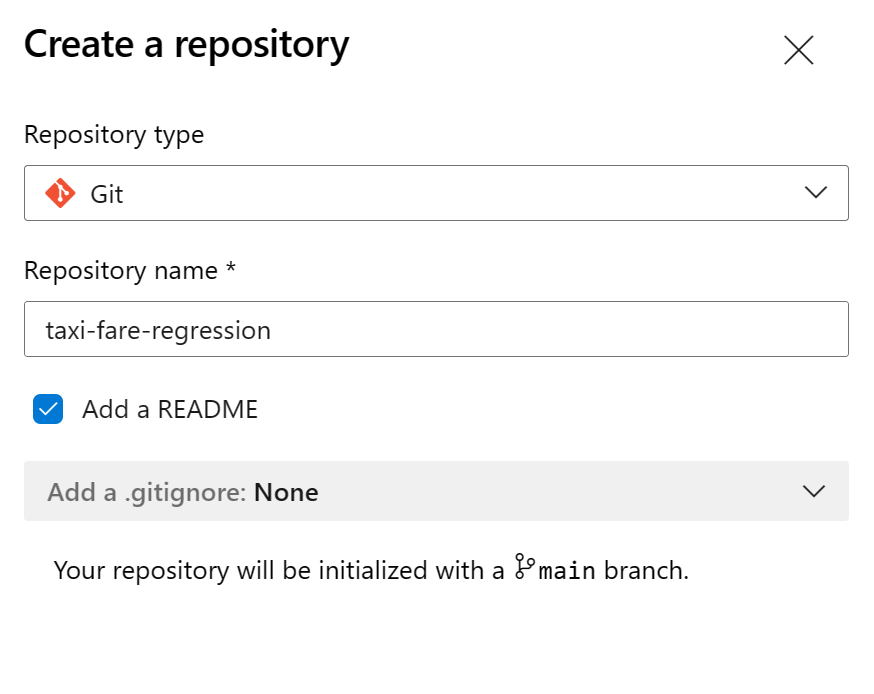 Create a repository
Repository type
Git
Repository name *
taxi-fare-regression
Add a README
Add a .gitignore: None
Your repository will be initialized with a main branch.